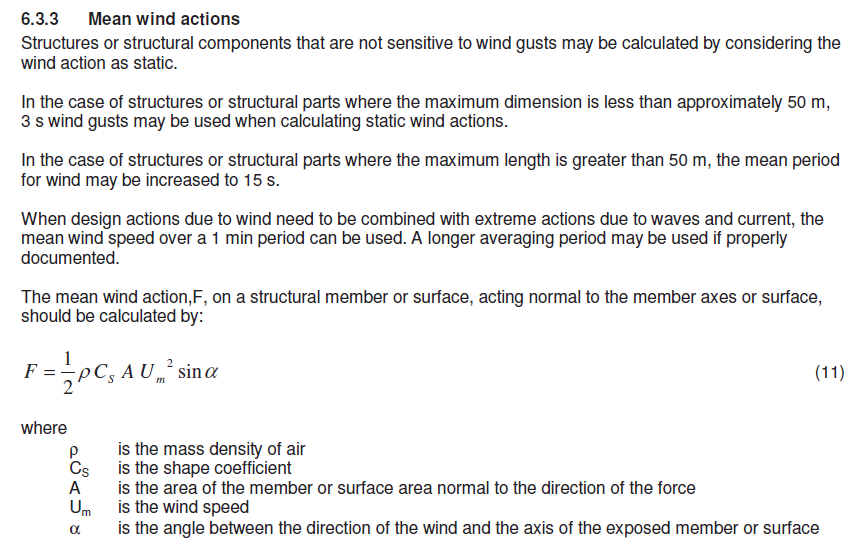 6.3.3 Mean wind actions
Structures or structural components that are not sensitive to wind gusts may be calculated by considering the
wind action as static.
In the case of structures or structural parts where the maximum dimension is less than approximately 50 m,
3 s wind gusts may be used when calculating static wind actions.
In the case of structures or structural parts where the maximum length is greater than 50 m, the mean period
for wind may be increased to 15 s.
When design actions due to wind need to be combined with extreme actions due to waves and current, the
mean wind speed over a 1 min period can be used. A longer averaging period may be used if properly
documented.
The mean wind action,F, on a structural member or surface, acting normal to the member axes or surface,
should be calculated by:
F = 1/2 ρ C_S A U_m² sin α (11)
where
ρ is the mass density of air
C_S is the shape coefficient
A is the area of the member or surface area normal to the direction of the force
U_m is the wind speed
α is the angle between the direction of the wind and the axis of the exposed member or surface